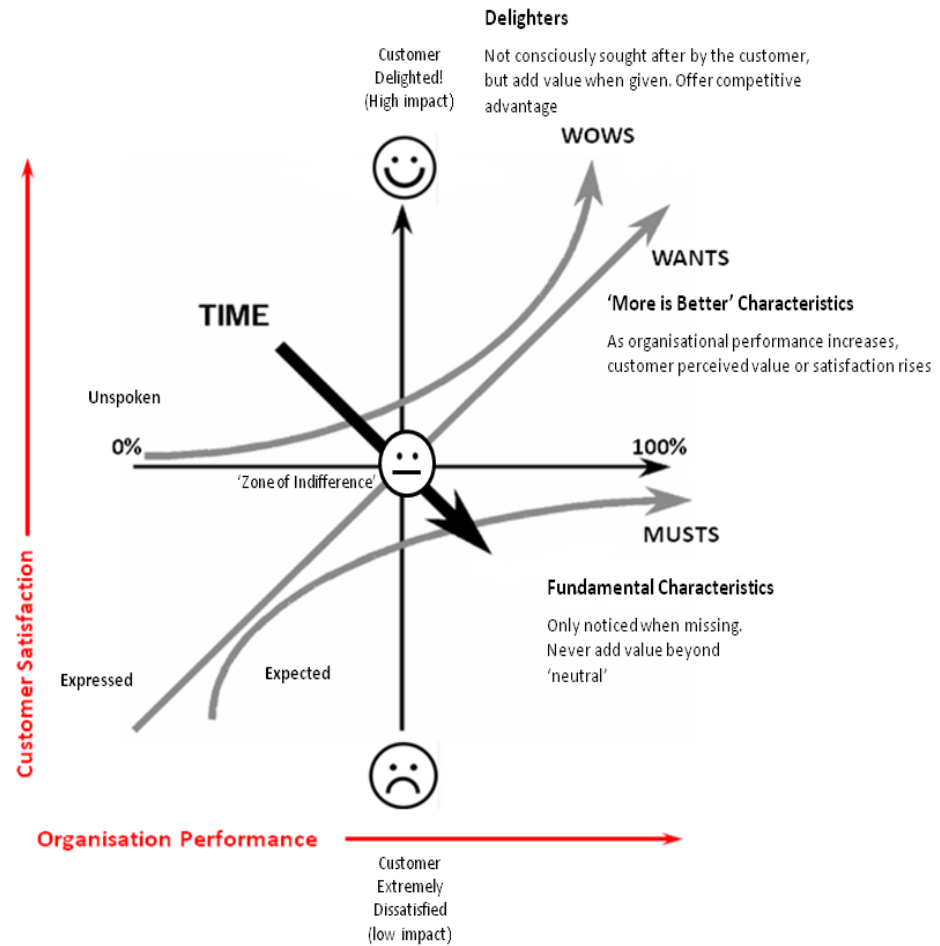 Delighters
Customer
Delighted!
(High impact)
Not consciously sought after by the customer,
but add value when given. Offer competitive
advantage
WOWS
WANTS
'More is Better' Characteristics
As organisational performance increases,
customer perceived value or satisfaction rises
TIME
Unspoken
0%
100%
'Zone of Indifference'
MUSTS
Fundamental Characteristics
Only noticed when missing.
Never add value beyond
'neutral'
Expressed
Expected
Customer Satisfaction
Organisation Performance
Customer
Extremely
Dissatisfied
(low impact)